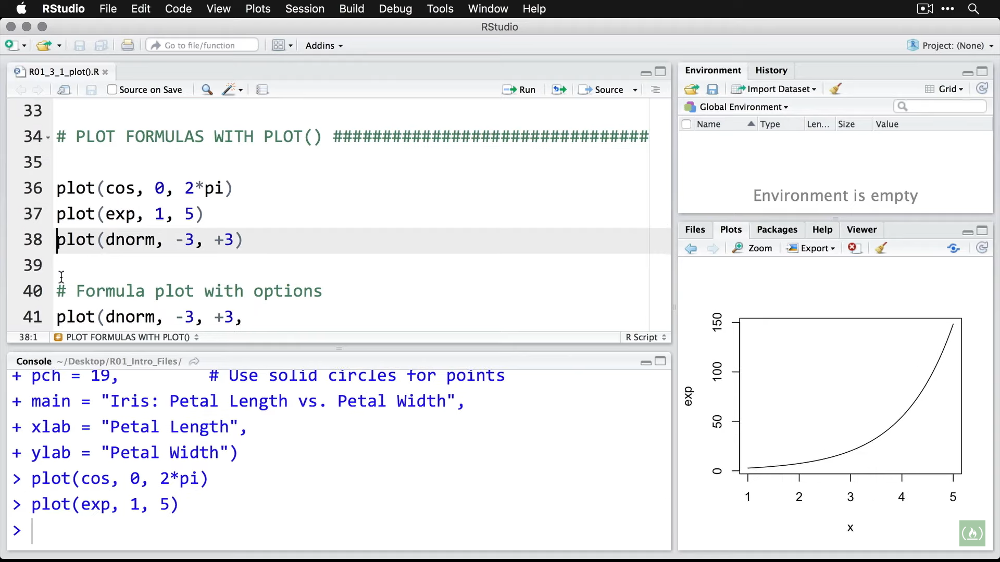 RStudio File Edit Code View Plots Session Build Debug Tools Window Help
RStudio
Go to file/function Addins Project: (None)
R01_3_1_plot().R
Source on Save Run Source
33
34 # PLOT FORMULAS WITH PLOT() ################################
35
36 plot(cos, 0, 2*pi)
37 plot(exp, 1, 5)
38 plot(dnorm, -3, +3)
39
40 # Formula plot with options
41 plot(dnorm, -3, +3,
38:1 # PLOT FORMULAS WITH PLOT() R Script
Console ~/Desktop/R01_Intro_Files/
+ pch = 19, # Use solid circles for points
+ main = "Iris: Petal Length vs. Petal Width",
+ xlab = "Petal Length",
+ ylab = "Petal Width")
> plot(cos, 0, 2*pi)
> plot(exp, 1, 5)
>
Environment History
Import Dataset Grid
Global Environment
Name Type Len... Size Value
Environment is empty
Files Plots Packages Help Viewer
Zoom Export
150
100
50
0
exp
1 2 3 4 5
x